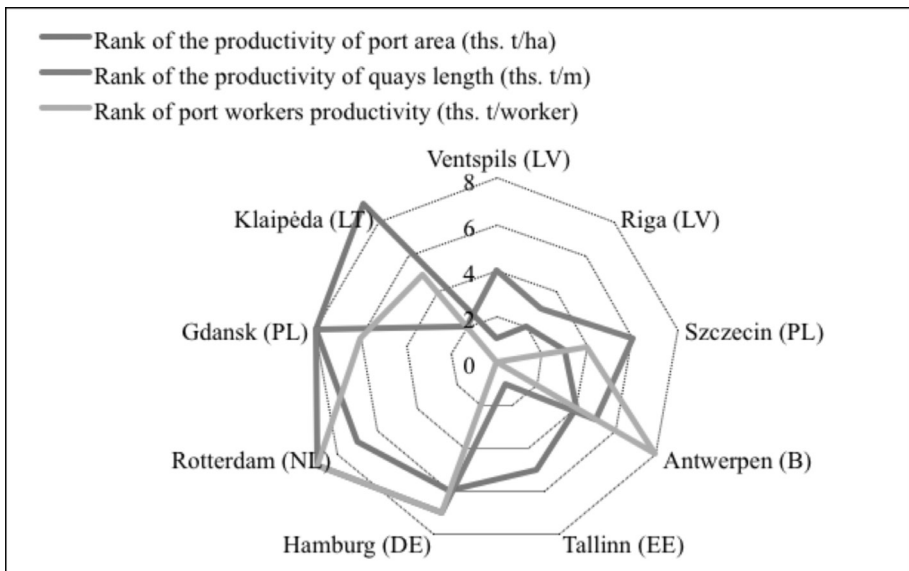 Rank of the productivity of port area (ths. t/ha)
Rank of the productivity of quays length (ths. t/m)
Rank of port workers productivity (ths. t/worker)
Ventspils (LV)
8
Klaipėda (LT)
Riga (LV)
6
4
2
Gdansk (PL)
Szczecin (PL)
0
Rotterdam (NL)
Antwerpen (B)
Hamburg (DE)
Tallinn (EE)